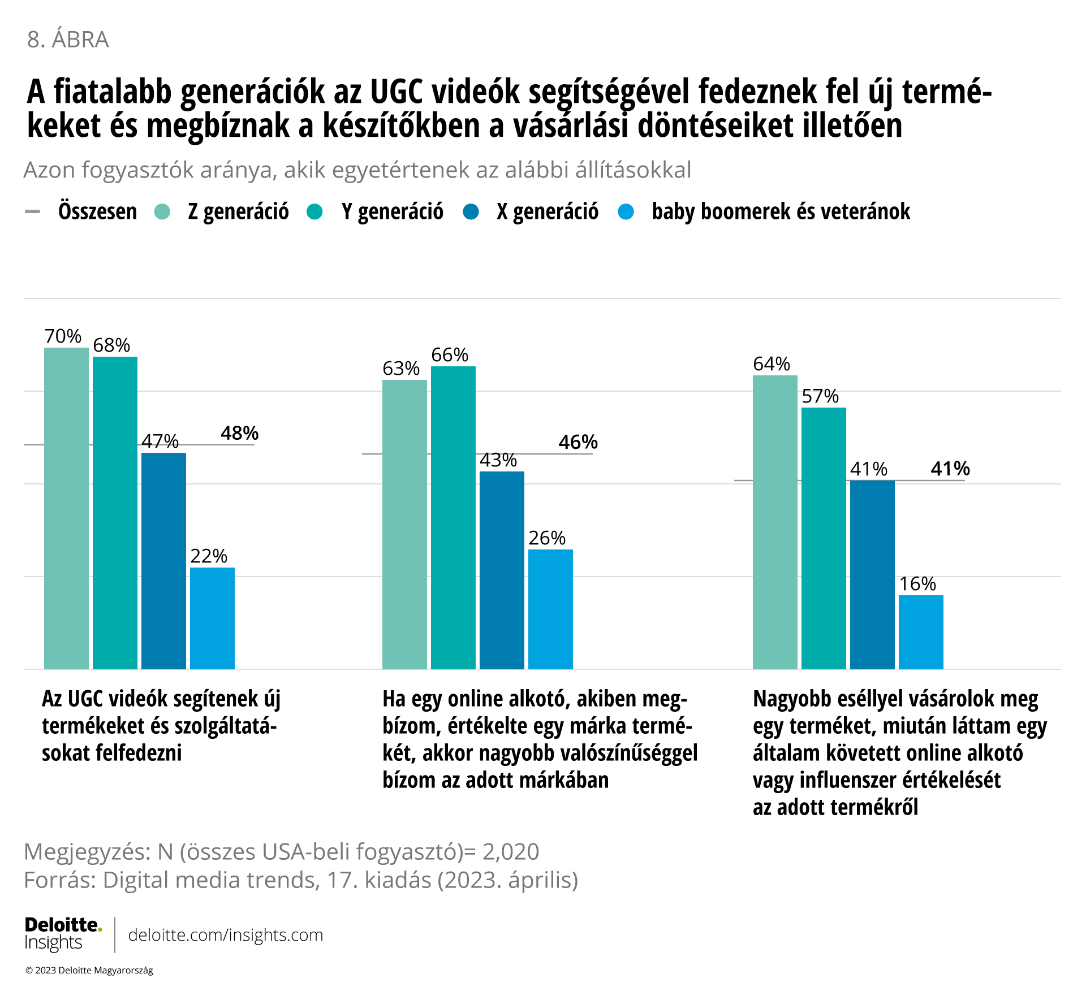 8. ÁBRA
A fiatalabb generációk az UGC videók segítségével fedeznek fel új termé-
keket és megbíznak a készítőkben a vásárlási döntéseiket illetően
Azon fogyasztók aránya, akik egyetértenek az alábbi állításokkal
Összesen Z generáció Y generáció X generáció baby boomerek és veteránok
70% 68% 47% 48% 22%
63% 66% 43% 46% 26%
64% 57% 41% 41% 16%
Az UGC videók segítenek új
termékeket és szolgáltatá-
sokat felfedezni
Ha egy online alkotó, akiben meg-
bízom, értékelte egy márka termé-
két, akkor nagyobb valószínűséggel
bízom az adott márkában
Nagyobb eséllyel vásárolok meg
egy terméket, miután láttam egy
általam követett online alkotó
vagy influenszer értékelését
az adott termékről
Megjegyzés: N (összes USA-beli fogyasztó)= 2,020
Forrás: Digital media trends, 17. kiadás (2023. április)
Deloitte.
Insights
deloitte.com/insights.com
© 2023 Deloitte Magyarország